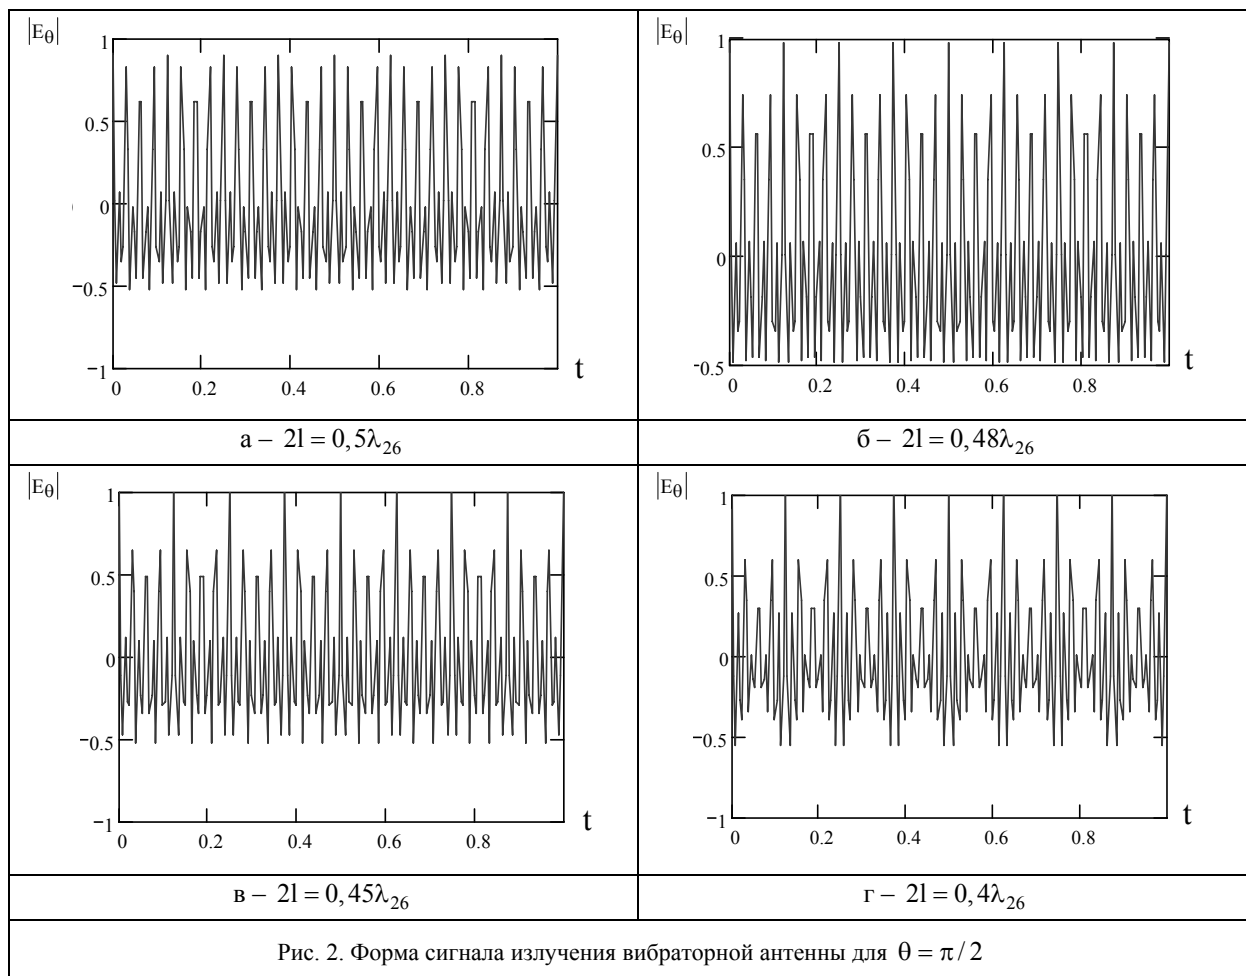 |Eθ|
1
0.5
0
−0.5
−1
0 0.2 0.4 0.6 0.8
t
а – 2l = 0,5λ26
|Eθ|
1
0.5
0
−0.5
0 0.2 0.4 0.6 0.8
t
б – 2l = 0,48λ26
|Eθ|
1
0.5
0
−0.5
−1
0 0.2 0.4 0.6 0.8
t
в – 2l = 0,45λ26
|Eθ|
1
0.5
0
−0.5
−1
0 0.2 0.4 0.6 0.8
t
г – 2l = 0,4λ26
Рис. 2. Форма сигнала излучения вибраторной антенны для θ = π / 2